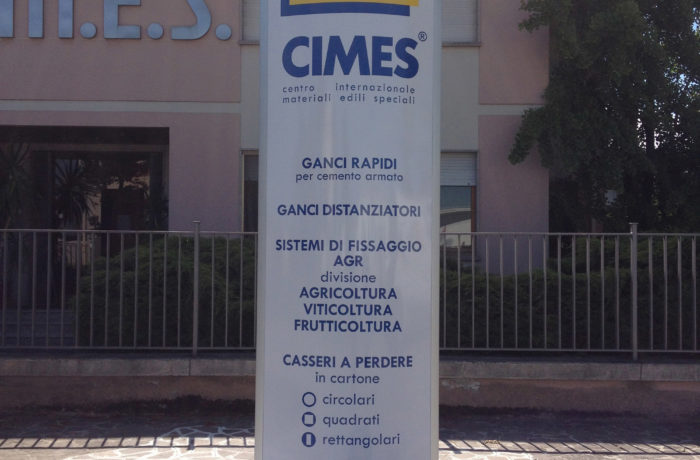 m.E.S.
CIMES®
centro internazionale
materiali edili speciali
GANCI RAPIDI
per cemento armato
GANCI DISTANZIATORI
SISTEMI DI FISSAGGIO
AGR
divisione
AGRICOLTURA
VITICOLTURA
FRUTTICOLTURA
CASSERI A PERDERE
in cartone
circolari
quadrati
rettangolari